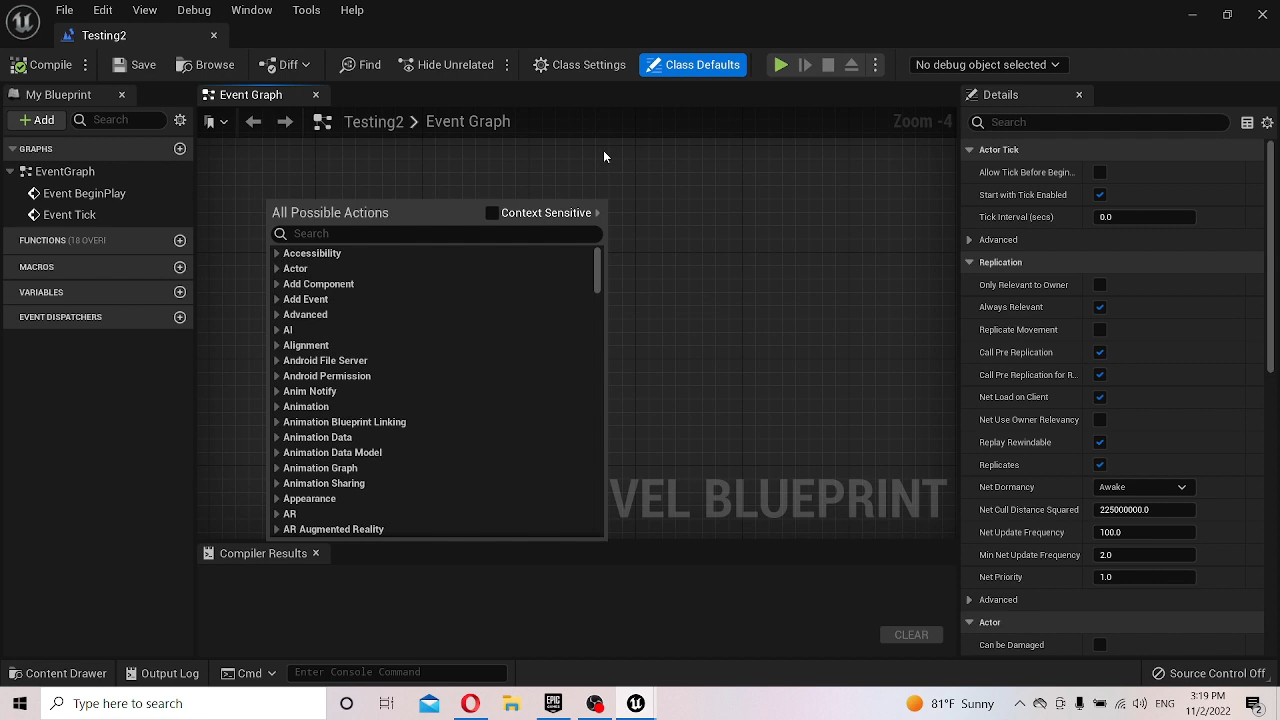 File Edit View Debug Window Tools Help
Testing2
Compile Save Browse Diff Find Hide Unrelated Class Settings Class Defaults No debug object selected
My Blueprint
Add Search
GRAPHS
EventGraph
Event BeginPlay
Event Tick
FUNCTIONS (18 OVERI
MACROS
VARIABLES
EVENT DISPATCHERS
Event Graph
Testing2 > Event Graph Zoom -4
All Possible Actions Context Sensitive
Search
Accessibility
Actor
Add Component
Add Event
Advanced
AI
Alignment
Android File Server
Android Permission
Anim Notify
Animation
Animation Blueprint Linking
Animation Data
Animation Data Model
Animation Graph
Animation Sharing
Appearance
AR
AR Augmented Reality
VEL BLUEPRINT
Compiler Results
CLEAR
Details
Search
Actor Tick
Allow Tick Before Begin...
Start with Tick Enabled
Tick Interval (secs) 0.0
Advanced
Replication
Only Relevant to Owner
Always Relevant
Replicate Movement
Call Pre Replication
Call Pre Replication for R...
Net Load on Client
Net Use Owner Relevancy
Replay Rewindable
Replicates
Net Dormancy Awake
Net Cull Distance Squared 225000000.0
Net Update Frequency 100.0
Min Net Update Frequency 2.0
Net Priority 1.0
Advanced
Actor
Can be Damaged
Content Drawer Output Log Cmd Enter Console Command Source Control Off
Type here to search EPIC GAMES 81°F Sunny ENG 3:19 PM
11/2/2022 2